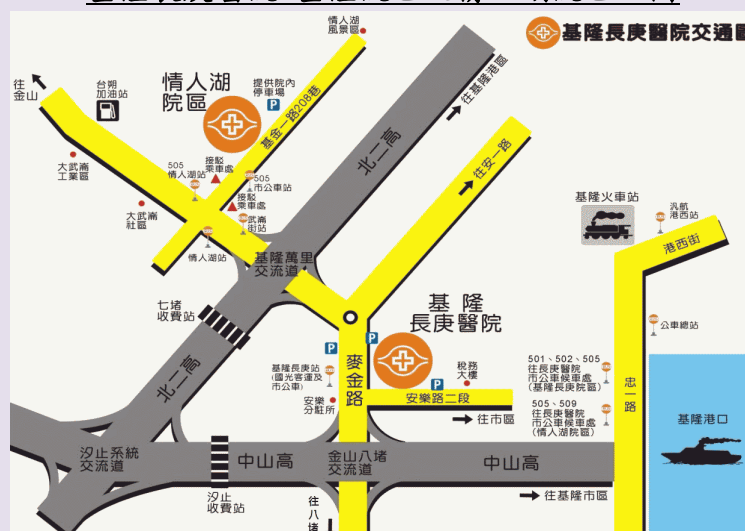 基隆長庚醫院交通
情人湖
風景區
往
金山
台朔
加油站
情人湖
院區
提供院內
停車場
P
基金一路208巷
往基隆港區
北二高
往安一路
大武崙
工業區
505
情人湖站
接駁
乘車處
505
市公車站
接駁
乘車處
武崙
街站
大武崙
社區
情人湖站
基隆萬里
交流道
基隆火車站
汎航
港西站
港西街
七堵
收費站
基隆
長庚醫院
公車總站
P
P
P
北二高
基隆長庚站
(國光客運及
市公車)
麥金路
稅務
大樓
501、502、505
往長庚醫院
市公車候車處
(基隆長庚院區)
忠一路
安樂
分駐所
安樂路二段
往市區
505、509
往長庚醫院
市公車候車處
(情人湖院區)
基隆港口
汐止系統
交流道
中山高
金山八堵
交流道
中山高
汐止
收費站
往八堵
往基隆市區